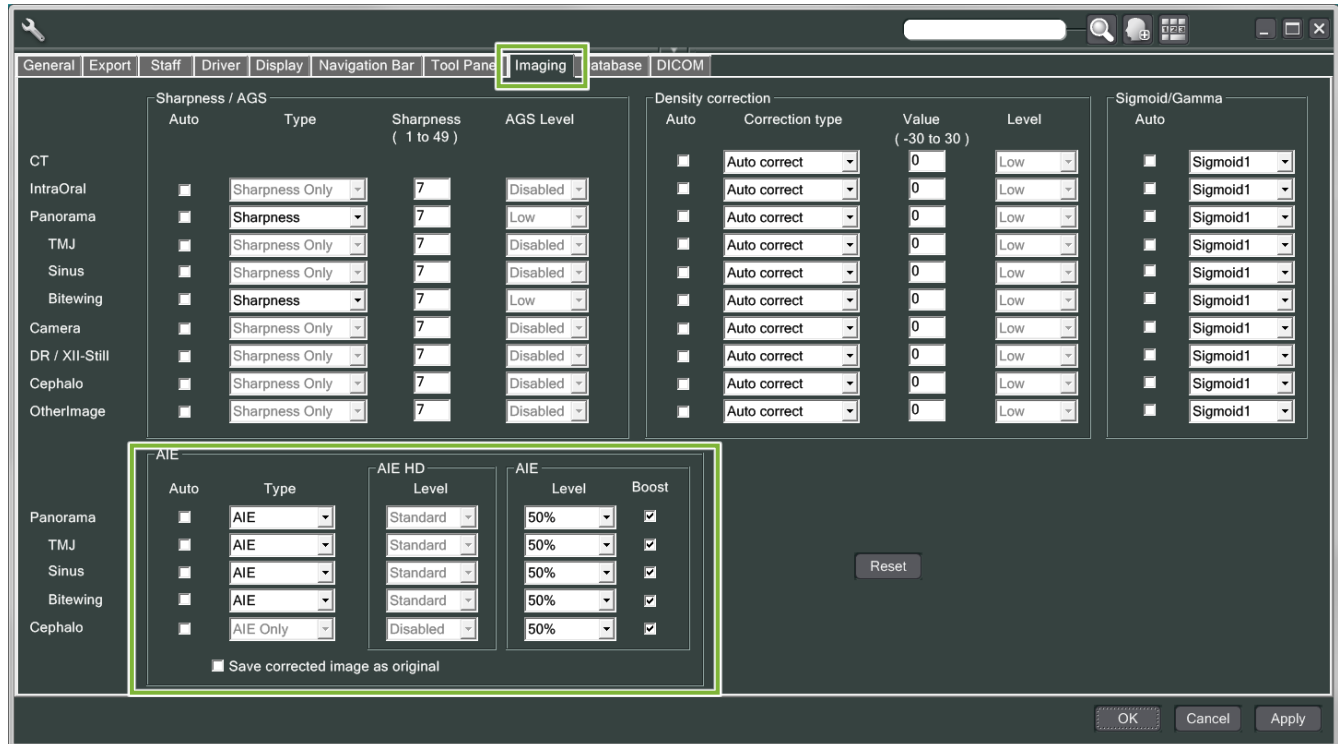 1 2 3
General Export Staff Driver Display Navigation Bar Tool Pane Imaging atabase DICOM
Sharpness / AGS Density correction Sigmoid/Gamma
Auto Type Sharpness AGS Level Auto Correction type Value Level Auto
( 1 to 49 ) ( -30 to 30 )
CT Auto correct 0 Low Sigmoid1
IntraOral Sharpness Only 7 Disabled Auto correct 0 Low Sigmoid1
Panorama Sharpness 7 Low Auto correct 0 Low Sigmoid1
TMJ Sharpness Only 7 Disabled Auto correct 0 Low Sigmoid1
Sinus Sharpness Only 7 Disabled Auto correct 0 Low Sigmoid1
Bitewing Sharpness 7 Low Auto correct 0 Low Sigmoid1
Camera Sharpness Only 7 Disabled Auto correct 0 Low Sigmoid1
DR / XII-Still Sharpness Only 7 Disabled Auto correct 0 Low Sigmoid1
Cephalo Sharpness Only 7 Disabled Auto correct 0 Low Sigmoid1
OtherImage Sharpness Only 7 Disabled Auto correct 0 Low Sigmoid1
AIE
AIE HD AIE
Auto Type Level Level Boost
Panorama AIE Standard 50%
TMJ AIE Standard 50%
Sinus AIE Standard 50% Reset
Bitewing AIE Standard 50%
Cephalo AIE Only Disabled 50%
Save corrected image as original
OK Cancel Apply